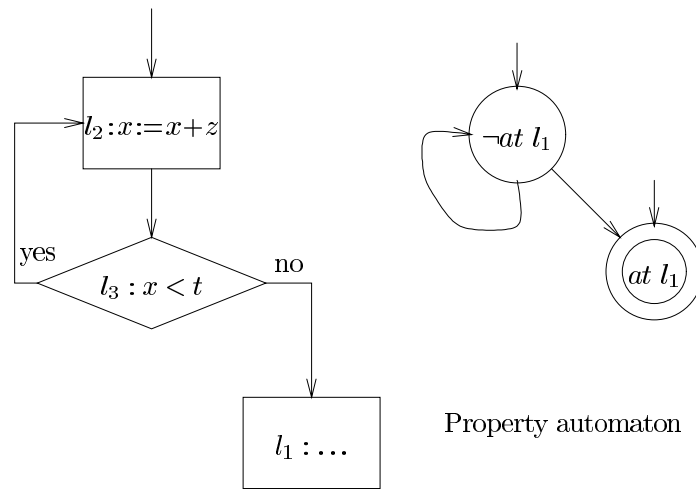 l₂ : x:=x+z
yes
l₃ : x < t
no
l₁ : ...
¬at l₁
at l₁
Property automaton